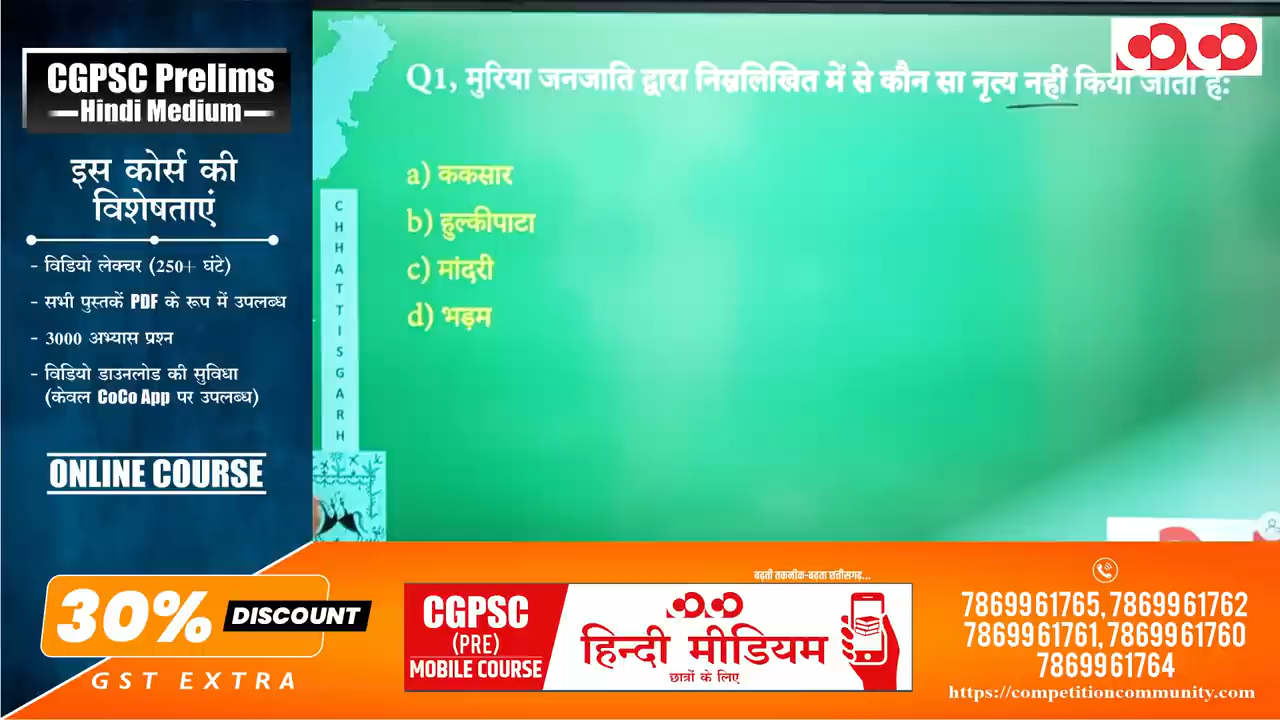 CGPSC Prelims
Hindi Medium
इस कोर्स की
विशेषताएं
- विडियो लेक्चर (250+ घंटे)
- सभी पुस्तकें PDF के रूप में उपलब्ध
- 3000 अभ्यास प्रश्न
- विडियो डाउनलोड की सुविधा
(केवल CoCo App पर उपलब्ध)
ONLINE COURSE
CHHATTISGARH
Q1, मुरिया जनजाति द्वारा निम्नलिखित में से कौन सा नृत्य नहीं किया जाता है:
a) ककसार
b) हुल्कीपाटा
c) मांदरी
d) भड़म
30% DISCOUNT
GST EXTRA
बढ़ती तकनीक-बढ़ता छत्तीसगढ़...
CGPSC
(PRE)
MOBILE COURSE
हिन्दी मीडियम
छात्रों के लिए
7869961765, 7869961762
7869961761, 7869961760
7869961764
https://competitioncommunity.com